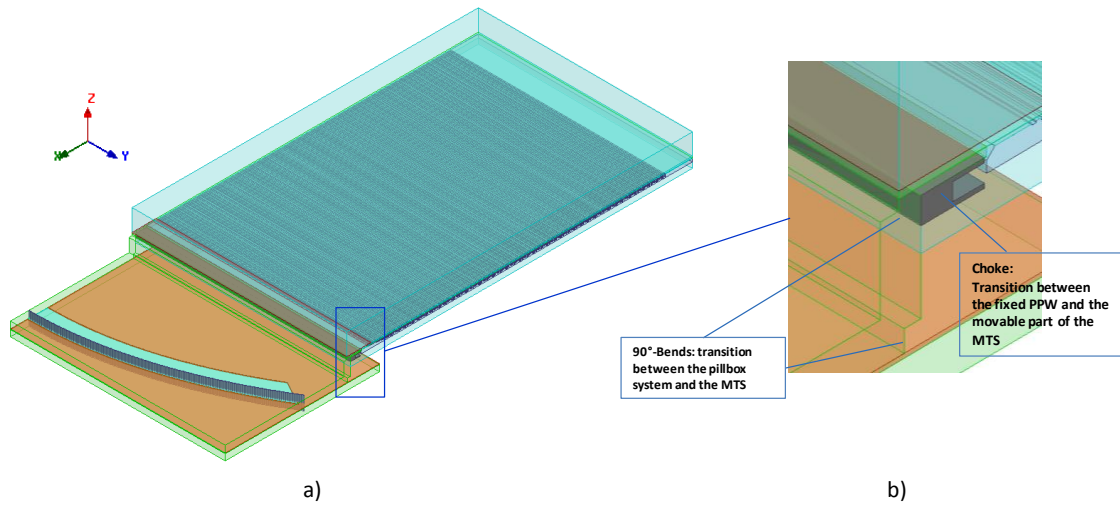 Z
X
Y
90°-Bends: transition
between the pillbox
system and the MTS
Choke:
Transition between
the fixed PPW and the
movable part of the
MTS
a)
b)